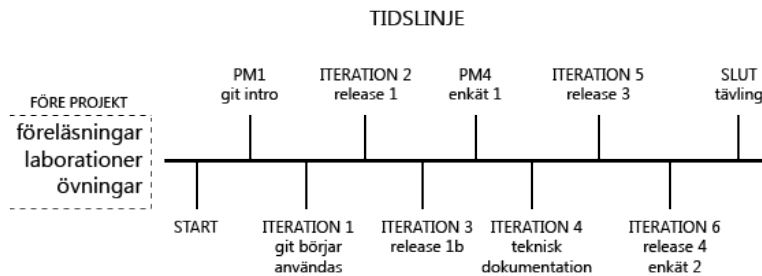 TIDSLINJE
PM1
git intro
ITERATION 2
release 1
PM4
enkät 1
ITERATION 5
release 3
SLUT
tävling
FÖRE PROJEKT
föreläsningar
laborationer
övningar
START
ITERATION 1
git börjar
användas
ITERATION 3
release 1b
ITERATION 4
teknisk
dokumentation
ITERATION 6
release 4
enkät 2